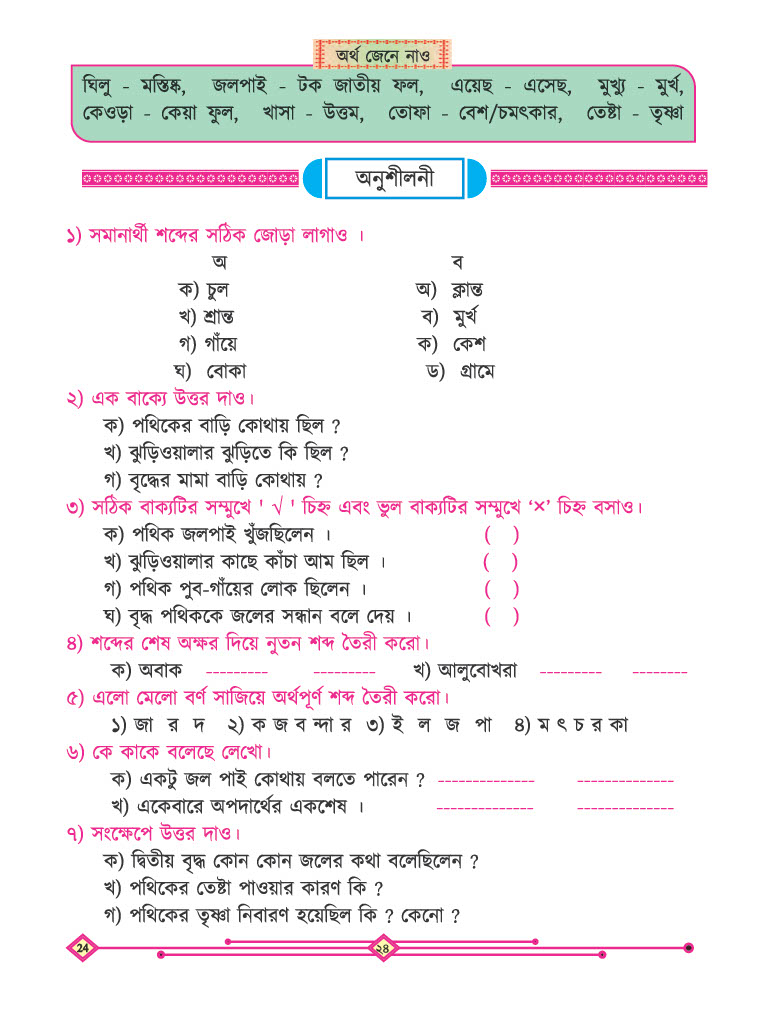 অর্থ জেনে নাও
ঘিলু - মস্তিষ্ক, জলপাই - টক জাতীয় ফল, এয়েছ - এসেছ, মুখ্যু - মুর্খ,
কেওড়া - কেয়া ফুল, খাসা - উত্তম, তোফা - বেশ/চমৎকার, তেষ্টা - তৃষ্ণা
অনুশীলনী
১) সমানার্থী শব্দের সঠিক জোড়া লাগাও ।
অ ব
ক) চুল অ) ক্লান্ত
খ) শ্রান্ত ব) মুর্খ
গ) গাঁয়ে ক) কেশ
ঘ) বোকা ড) গ্রামে
২) এক বাক্যে উত্তর দাও।
ক) পথিকের বাড়ি কোথায় ছিল ?
খ) ঝুড়িওয়ালার ঝুড়িতে কি ছিল ?
গ) বৃদ্ধের মামা বাড়ি কোথায় ?
৩) সঠিক বাক্যটির সম্মুখে ' √ ' চিহ্ন এবং ভুল বাক্যটির সম্মুখে ‘×’ চিহ্ন বসাও।
ক) পথিক জলপাই খুঁজছিলেন । ( )
খ) ঝুড়িওয়ালার কাছে কাঁচা আম ছিল । ( )
গ) পথিক পুব-গাঁয়ের লোক ছিলেন । ( )
ঘ) বৃদ্ধ পথিককে জলের সন্ধান বলে দেয় । ( )
৪) শব্দের শেষ অক্ষর দিয়ে নুতন শব্দ তৈরী করো।
ক) অবাক --------- --------- খ) আলুবোখরা --------- --------
৫) এলো মেলো বর্ণ সাজিয়ে অর্থপূর্ণ শব্দ তৈরী করো।
১) জা র দ ২) ক জ ব ন্দা র ৩) ই ল জ পা ৪) ম ৎ চ র কা
৬) কে কাকে বলেছে লেখো।
ক) একটু জল পাই কোথায় বলতে পারেন ? -------------- --------------
খ) একেবারে অপদার্থের একশেষ । -------------- --------------
৭) সংক্ষেপে উত্তর দাও।
ক) দ্বিতীয় বৃদ্ধ কোন কোন জলের কথা বলেছিলেন ?
খ) পথিকের তেষ্টা পাওয়ার কারণ কি ?
গ) পথিকের তৃষ্ণা নিবারণ হয়েছিল কি ? কেনো ?
24 ২৪